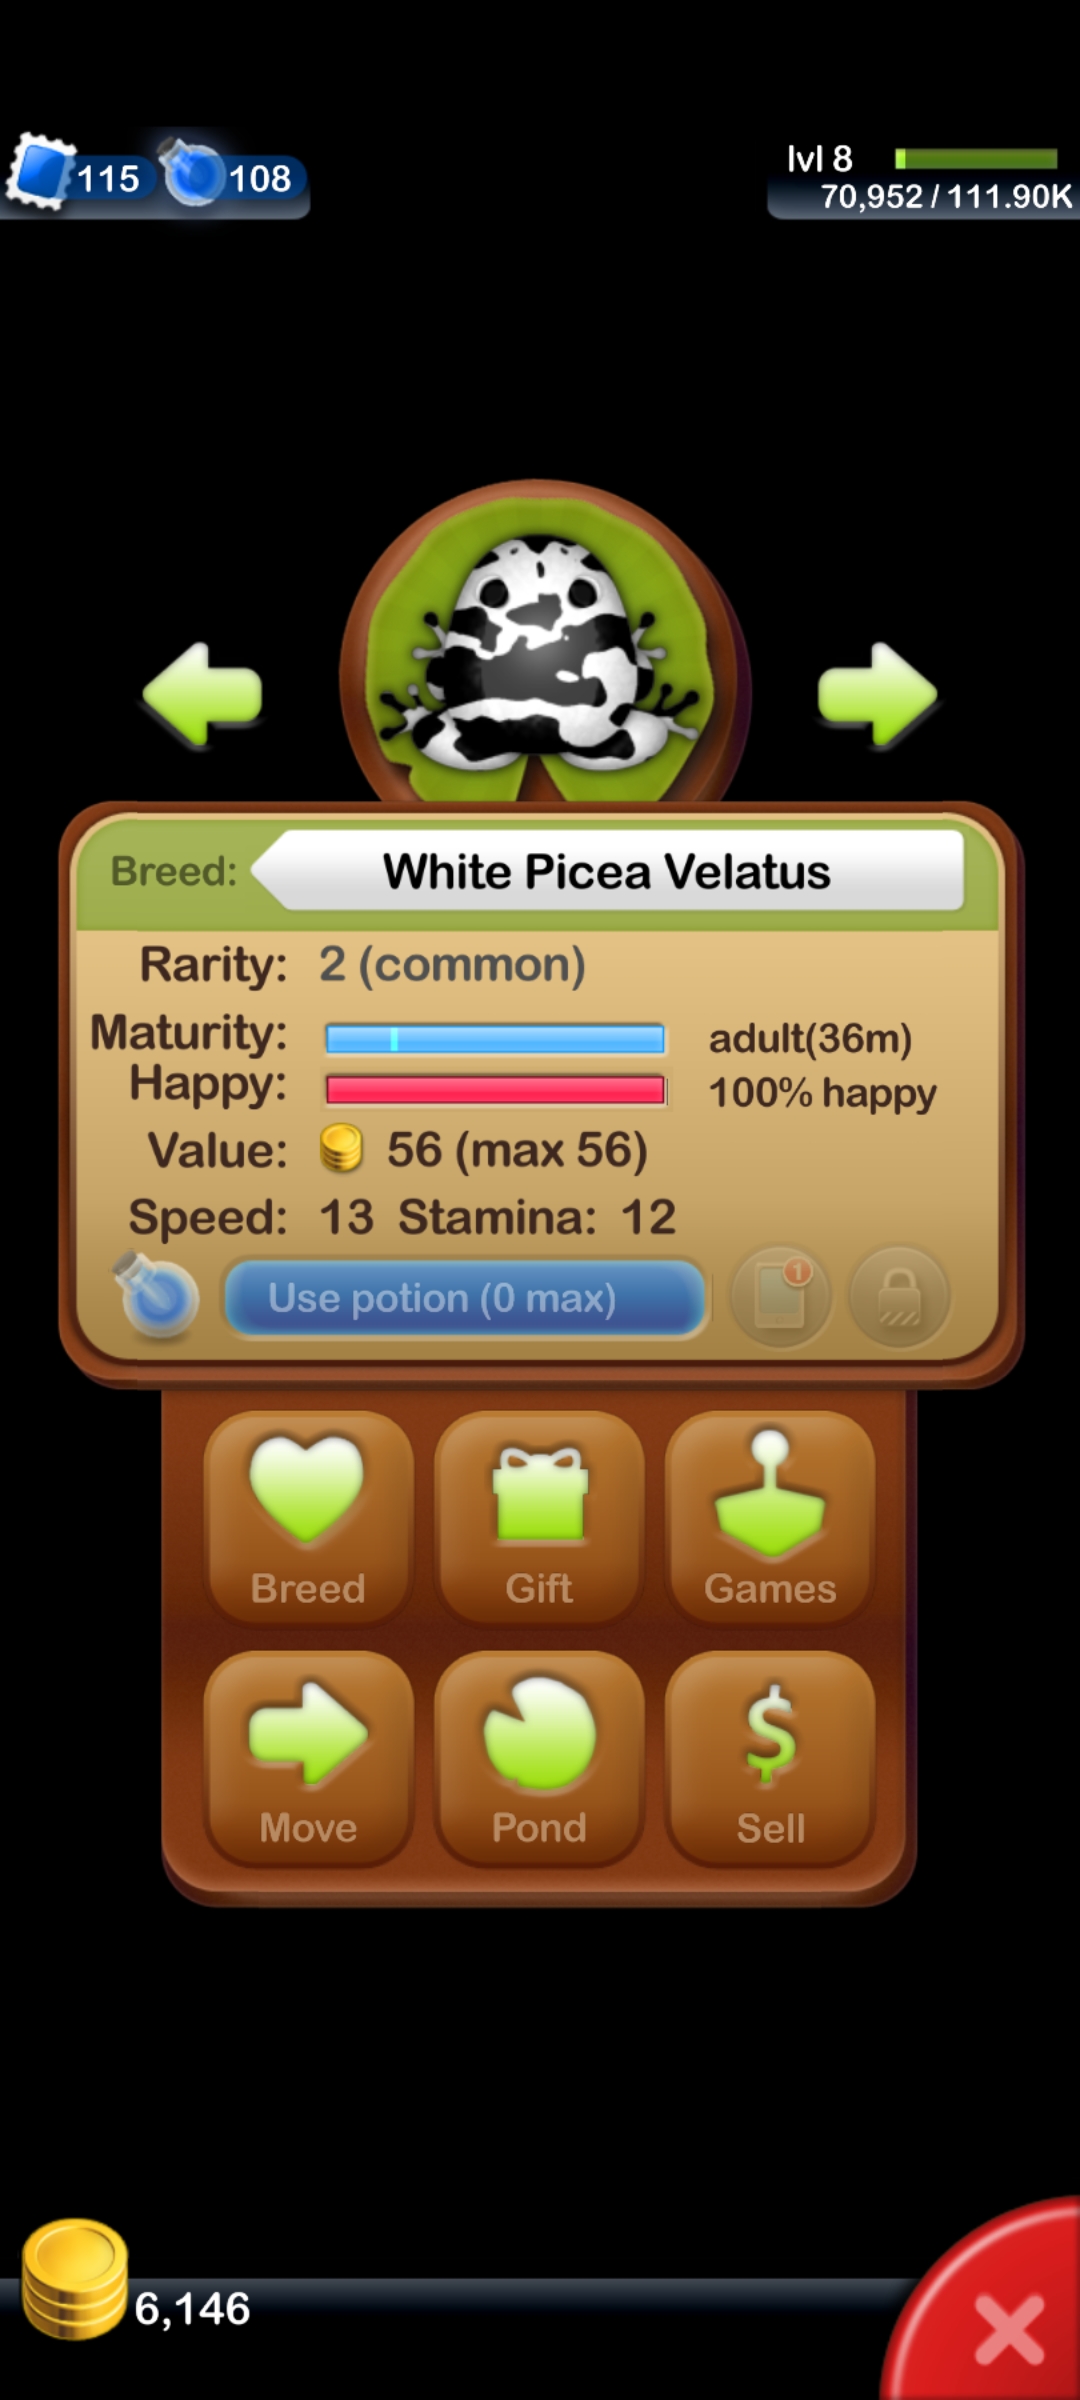 115 108 lvl 8
70,952 / 111.90K
Breed: White Picea Velatus
Rarity: 2 (common)
Maturity: adult(36m)
Happy: 100% happy
Value: 56 (max 56)
Speed: 13 Stamina: 12
Use potion (0 max) 1
Breed Gift Games
Move Pond Sell
$
6,146